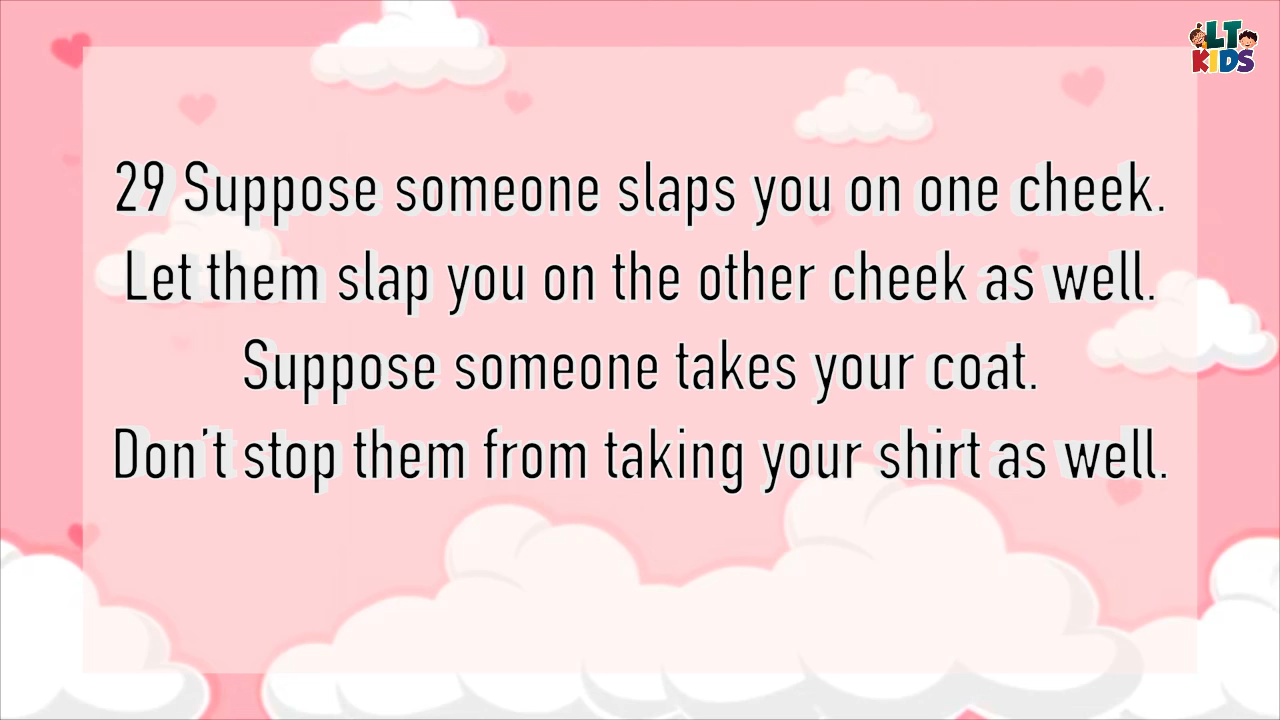 LT
KIDS
29 Suppose someone slaps you on one cheek.
Let them slap you on the other cheek as well.
Suppose someone takes your coat.
Don't stop them from taking your shirt as well.